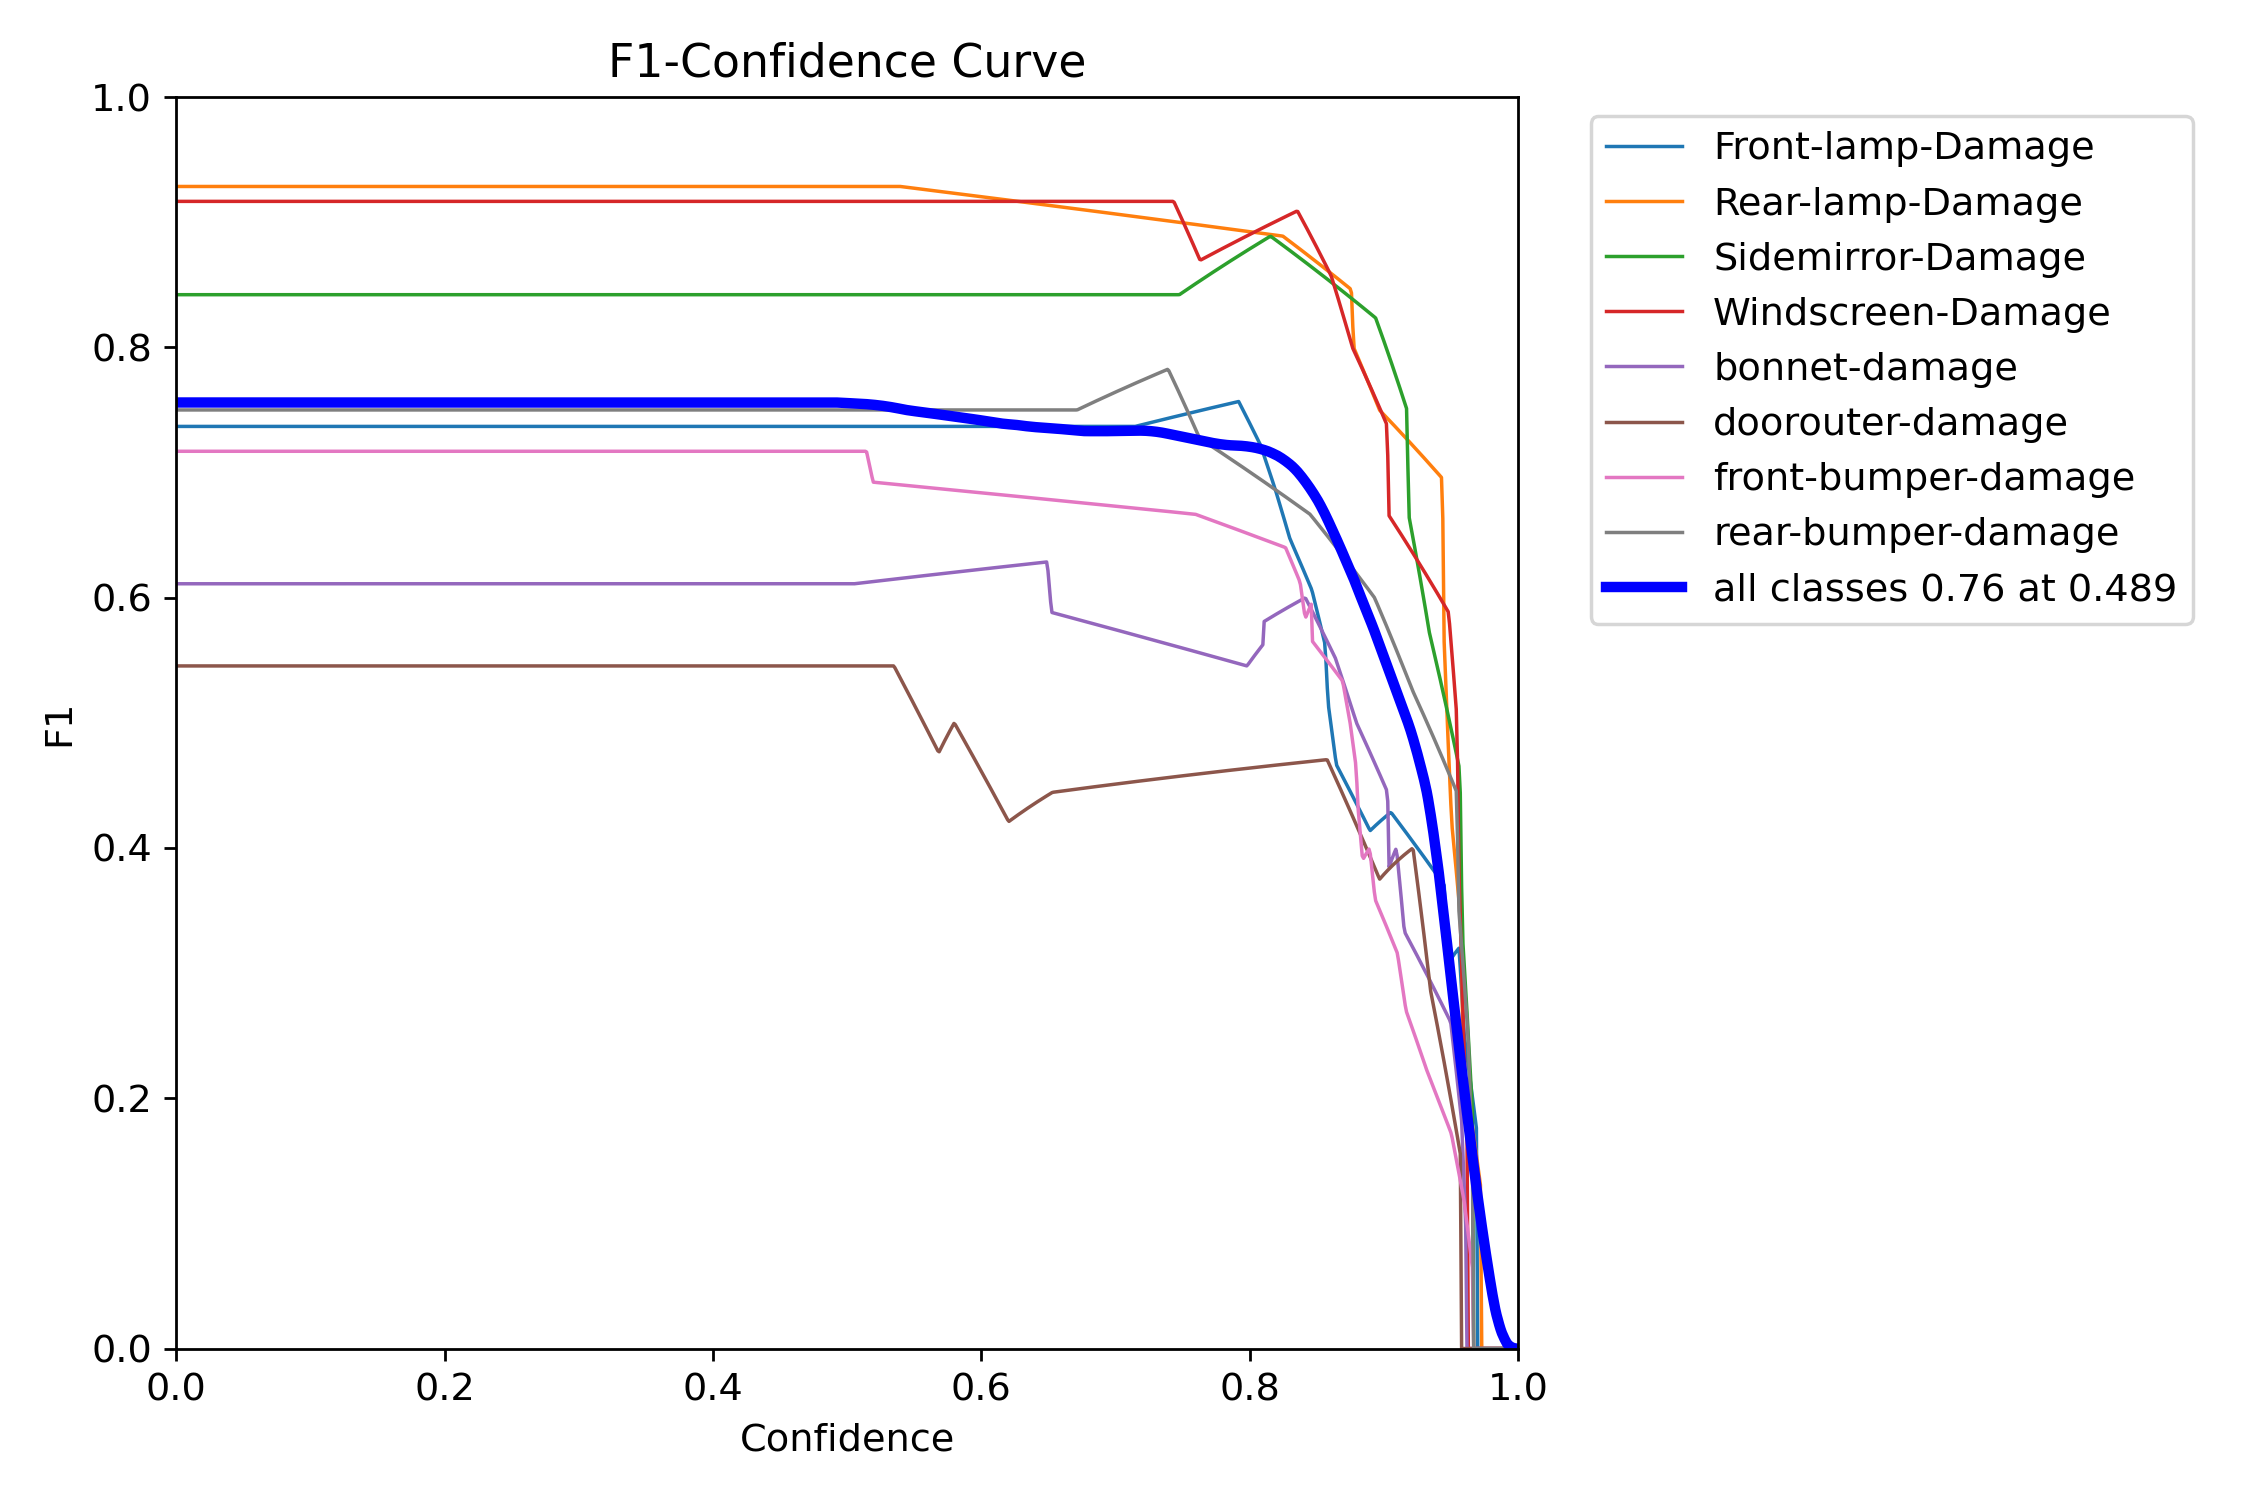 F1-Confidence Curve
1.0
0.8
0.6
0.4
0.2
0.0
F1
0.0 0.2 0.4 0.6 0.8 1.0
Confidence
Front-lamp-Damage
Rear-lamp-Damage
Sidemirror-Damage
Windscreen-Damage
bonnet-damage
doorouter-damage
front-bumper-damage
rear-bumper-damage
all classes 0.76 at 0.489